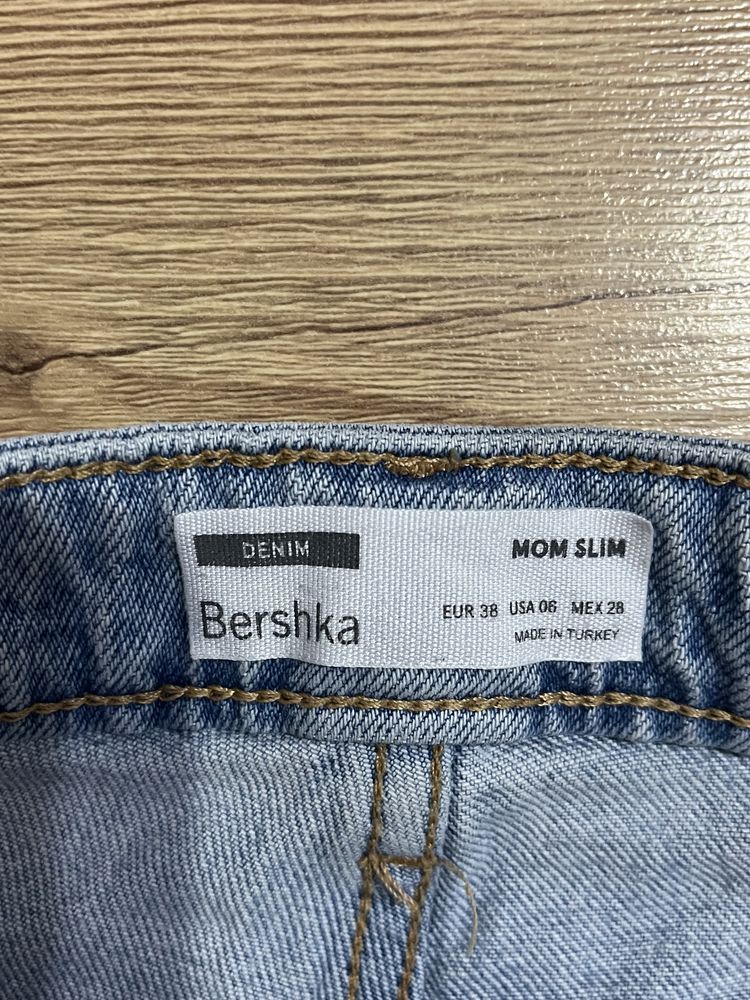 DENIM
MOM SLIM
Bershka
EUR 38 USA 06 MEX 28
MADE IN TURKEY